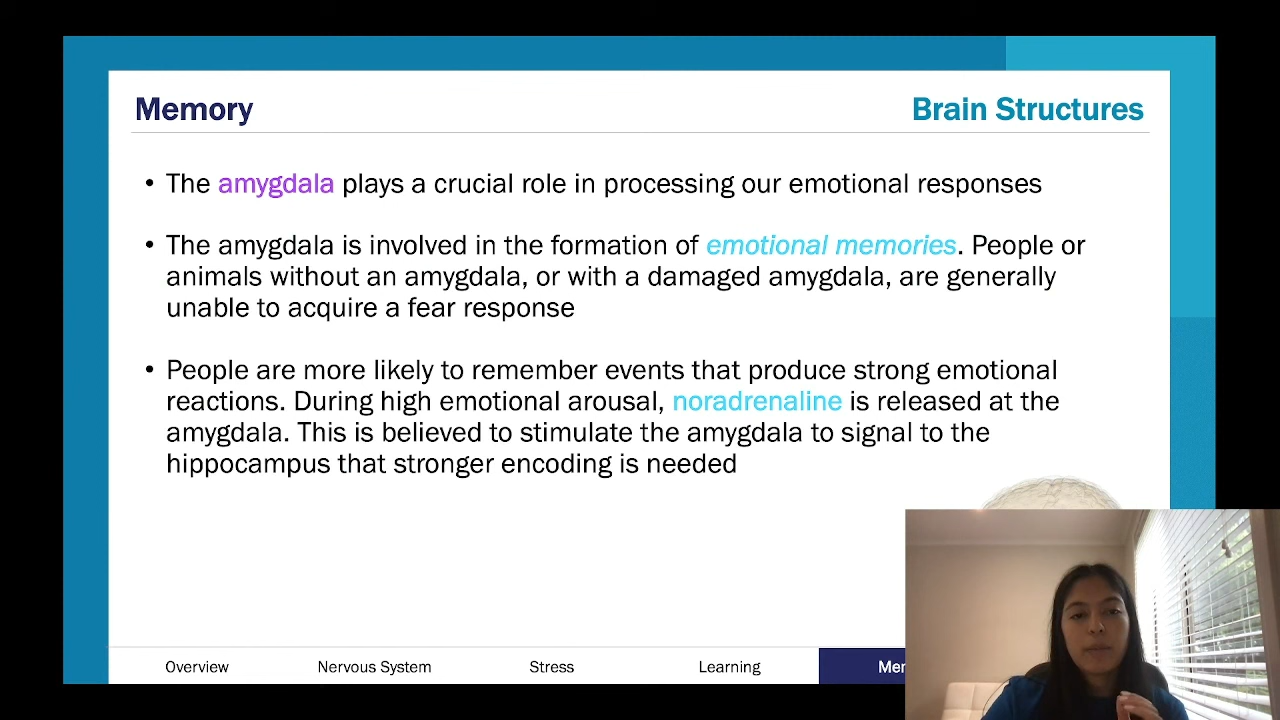 Memory
Brain Structures
• The amygdala plays a crucial role in processing our emotional responses
• The amygdala is involved in the formation of emotional memories. People or
animals without an amygdala, or with a damaged amygdala, are generally
unable to acquire a fear response
• People are more likely to remember events that produce strong emotional
reactions. During high emotional arousal, noradrenaline is released at the
amygdala. This is believed to stimulate the amygdala to signal to the
hippocampus that stronger encoding is needed
Overview
Nervous System
Stress
Learning